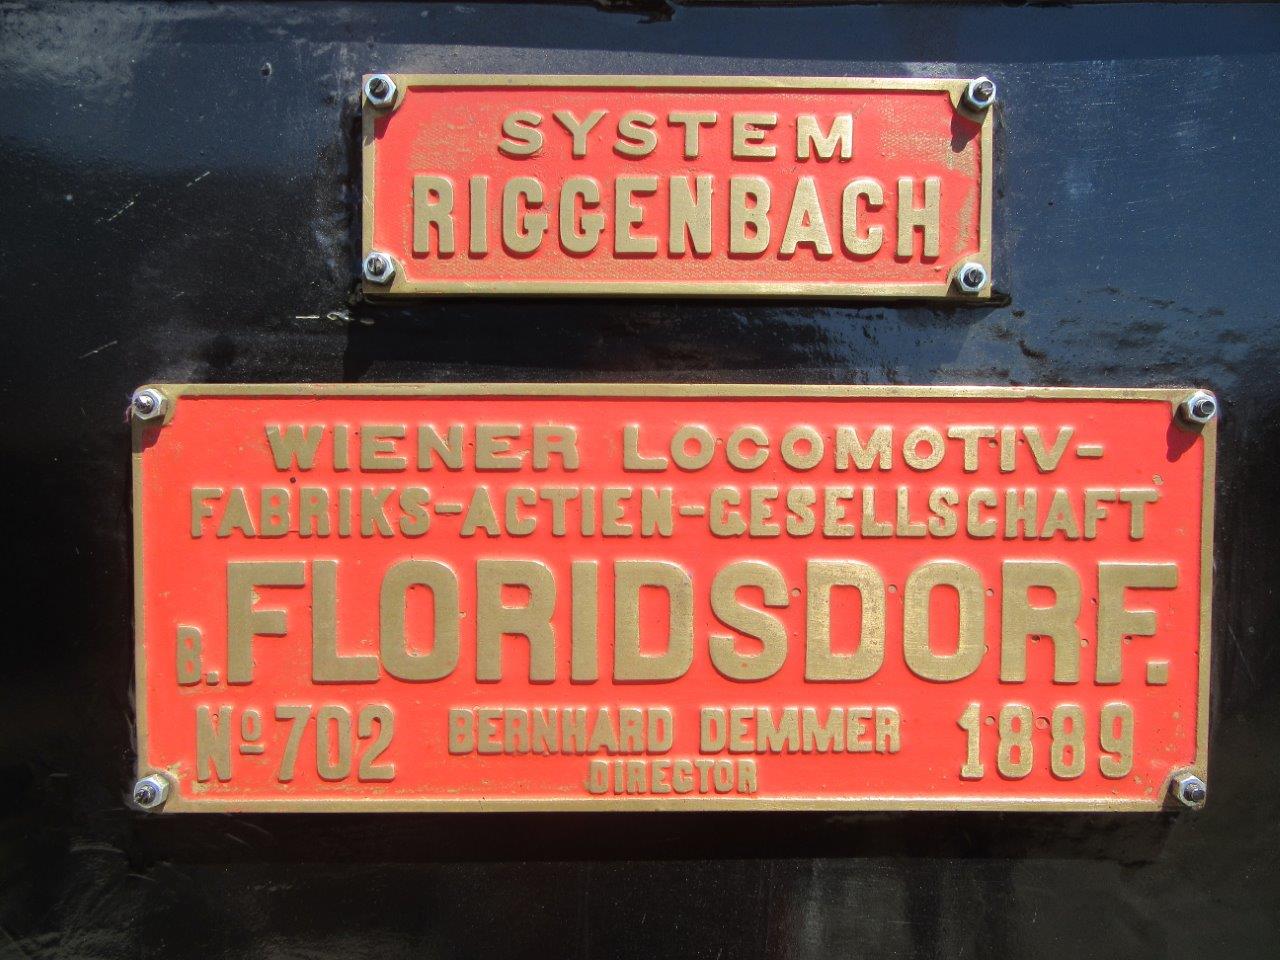 SYSTEM
RIGGENBACH
WIENER LOCOMOTIV-
FABRIKS-ACTIEN-GESELLSCHAFT
B. FLORIDSDORF.
Nº 702 BERNHARD DEMMER 1889
DIRECTOR